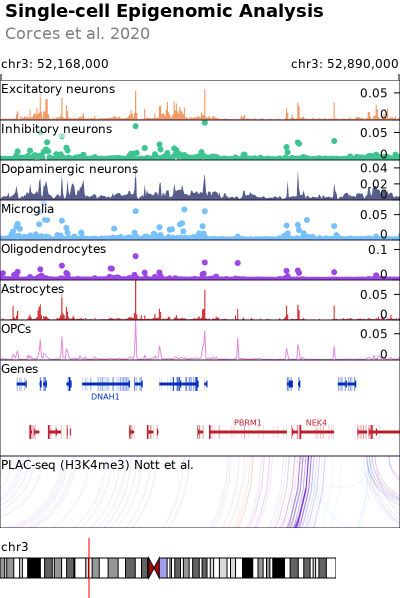 Single-cell Epigenomic Analysis
Corces et al. 2020
chr3: 52,168,000 chr3: 52,890,000
Excitatory neurons
0.05
0
Inhibitory neurons
0.05
0
Dopaminergic neurons
0.04
0.02
0
Microglia
0.05
0
Oligodendrocytes
0.1
0
Astrocytes
0.05
0
OPCs
0.05
0
Genes
DNAH1
PBRM1
NEK4
PLAC-seq (H3K4me3) Nott et al.
chr3